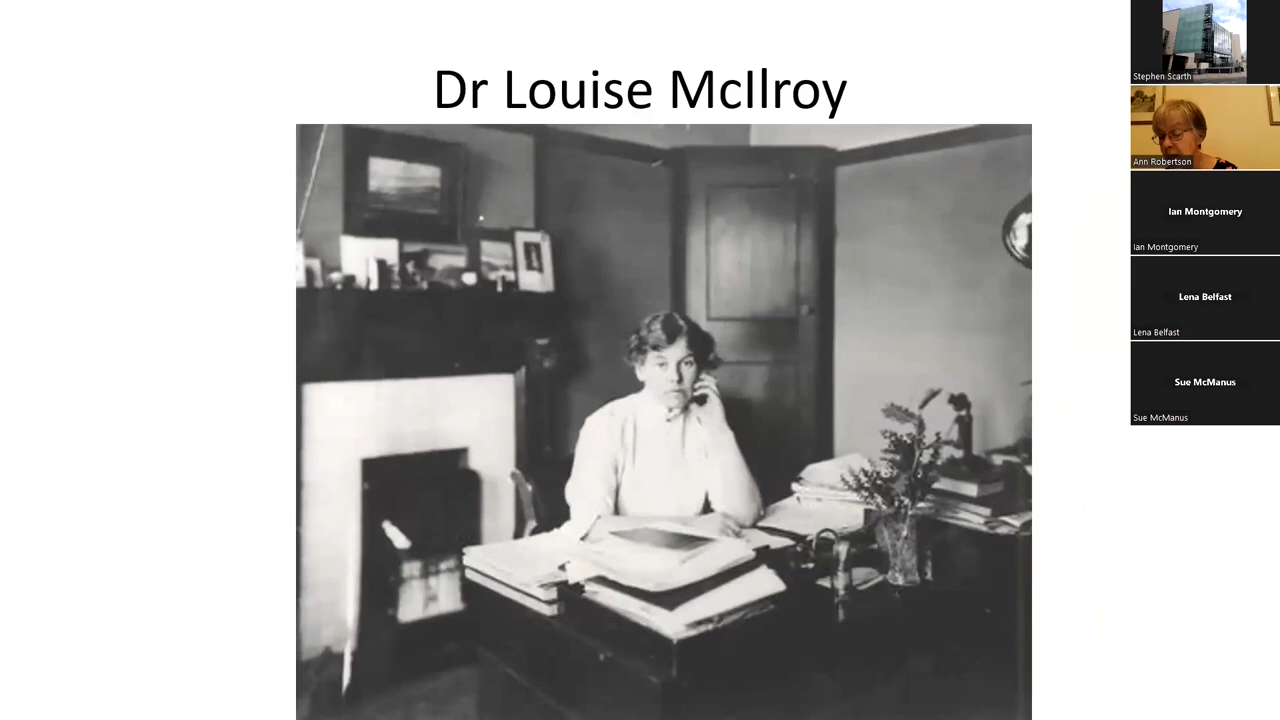 Dr Louise McIlroy
Stephen Scarth
Ann Robertson
Ian Montgomery
Ian Montgomery
Lena Belfast
Lena Belfast
Sue McManus
Sue McManus